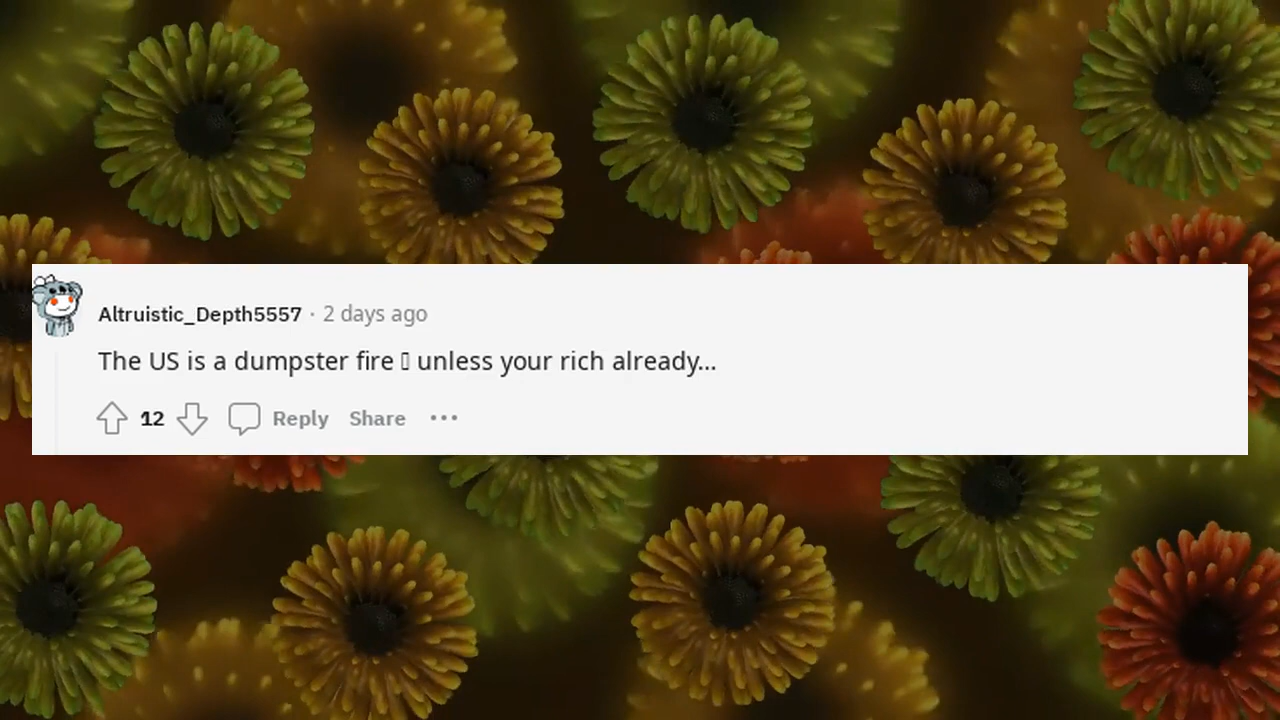 Altruistic_Depth5557 · 2 days ago
The US is a dumpster fire ▯ unless your rich already...
12 Reply Share ...